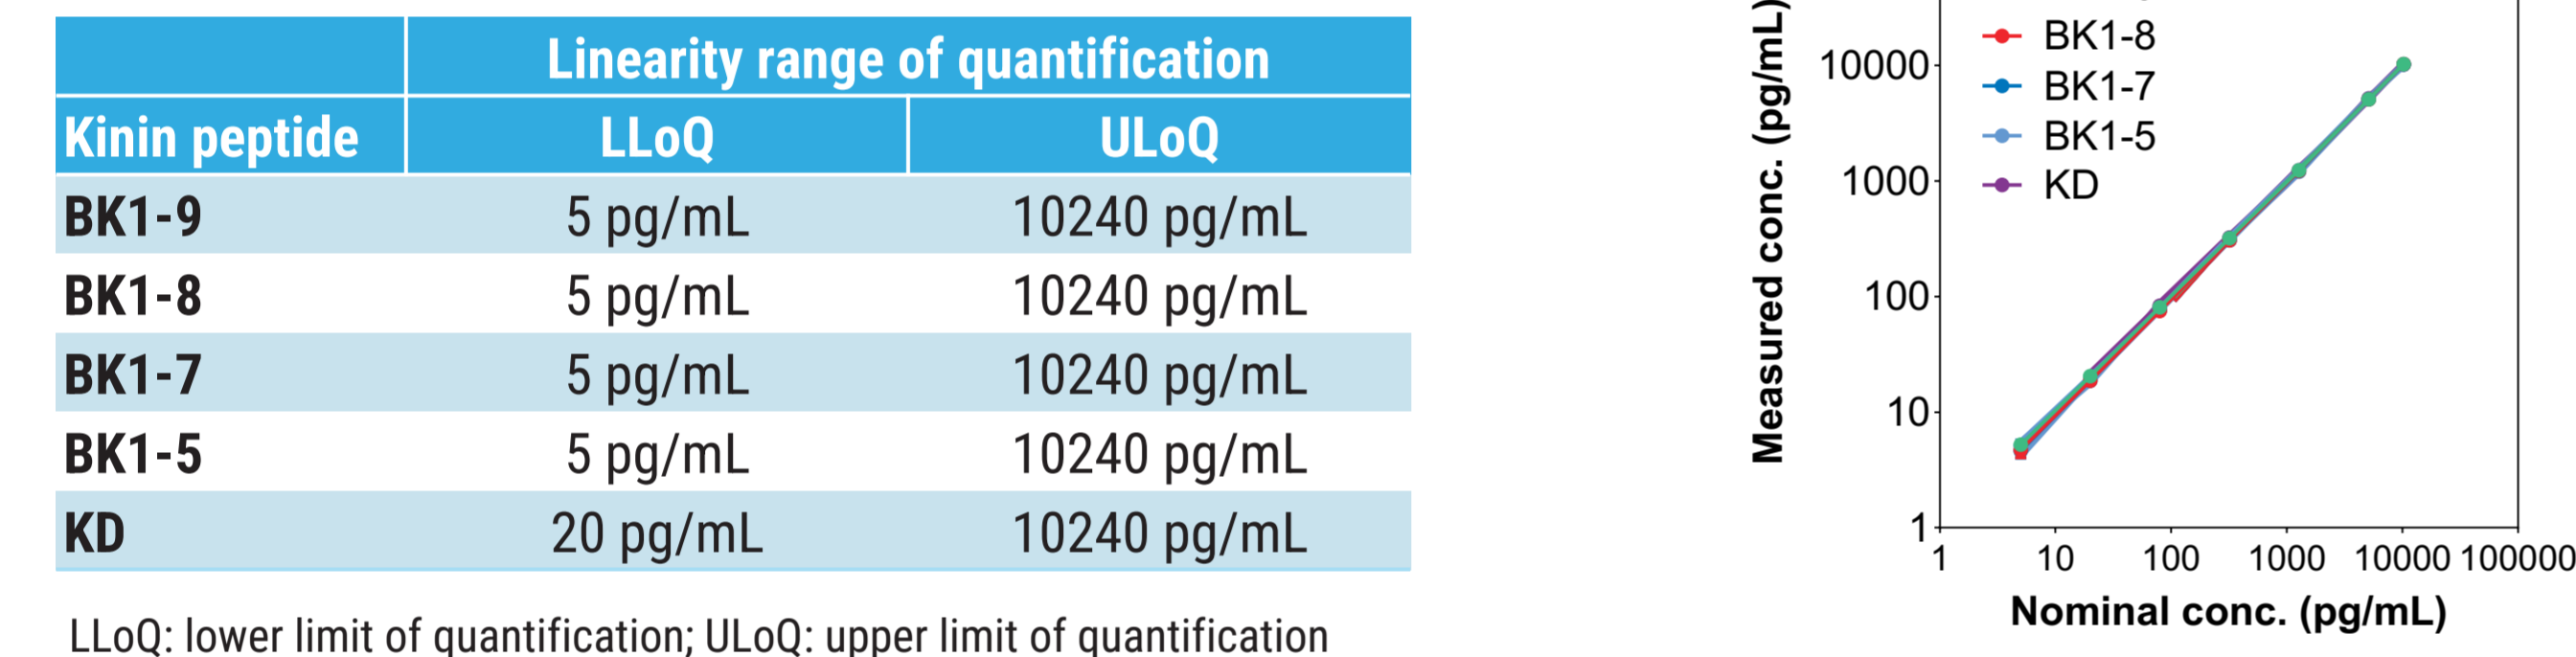 Linearity range of quantification
Kinin peptide LLoQ ULoQ
BK1-9 5 pg/mL 10240 pg/mL
BK1-8 5 pg/mL 10240 pg/mL
BK1-7 5 pg/mL 10240 pg/mL
BK1-5 5 pg/mL 10240 pg/mL
KD 20 pg/mL 10240 pg/mL
LLoQ: lower limit of quantification; ULoQ: upper limit of quantification
Measured conc. (pg/mL)
BK1-8
BK1-7
BK1-5
KD
10000
1000
100
10
1
1 10 100 1000 10000 100000
Nominal conc. (pg/mL)